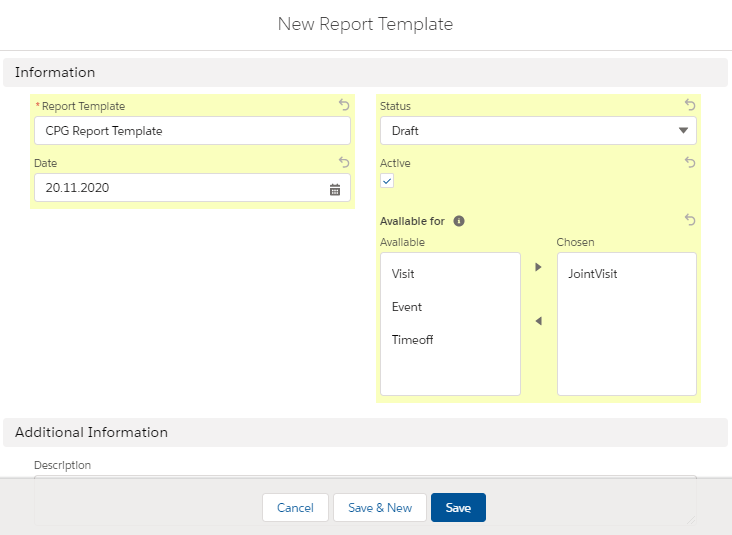 New Report Template
Information
* Report Template
CPG Report Template
Date
20.11.2020
Status
Draft
Active
Available for
Available
Visit
Event
Timeoff
Chosen
JointVisit
Additional Information
Description
Cancel
Save & New
Save